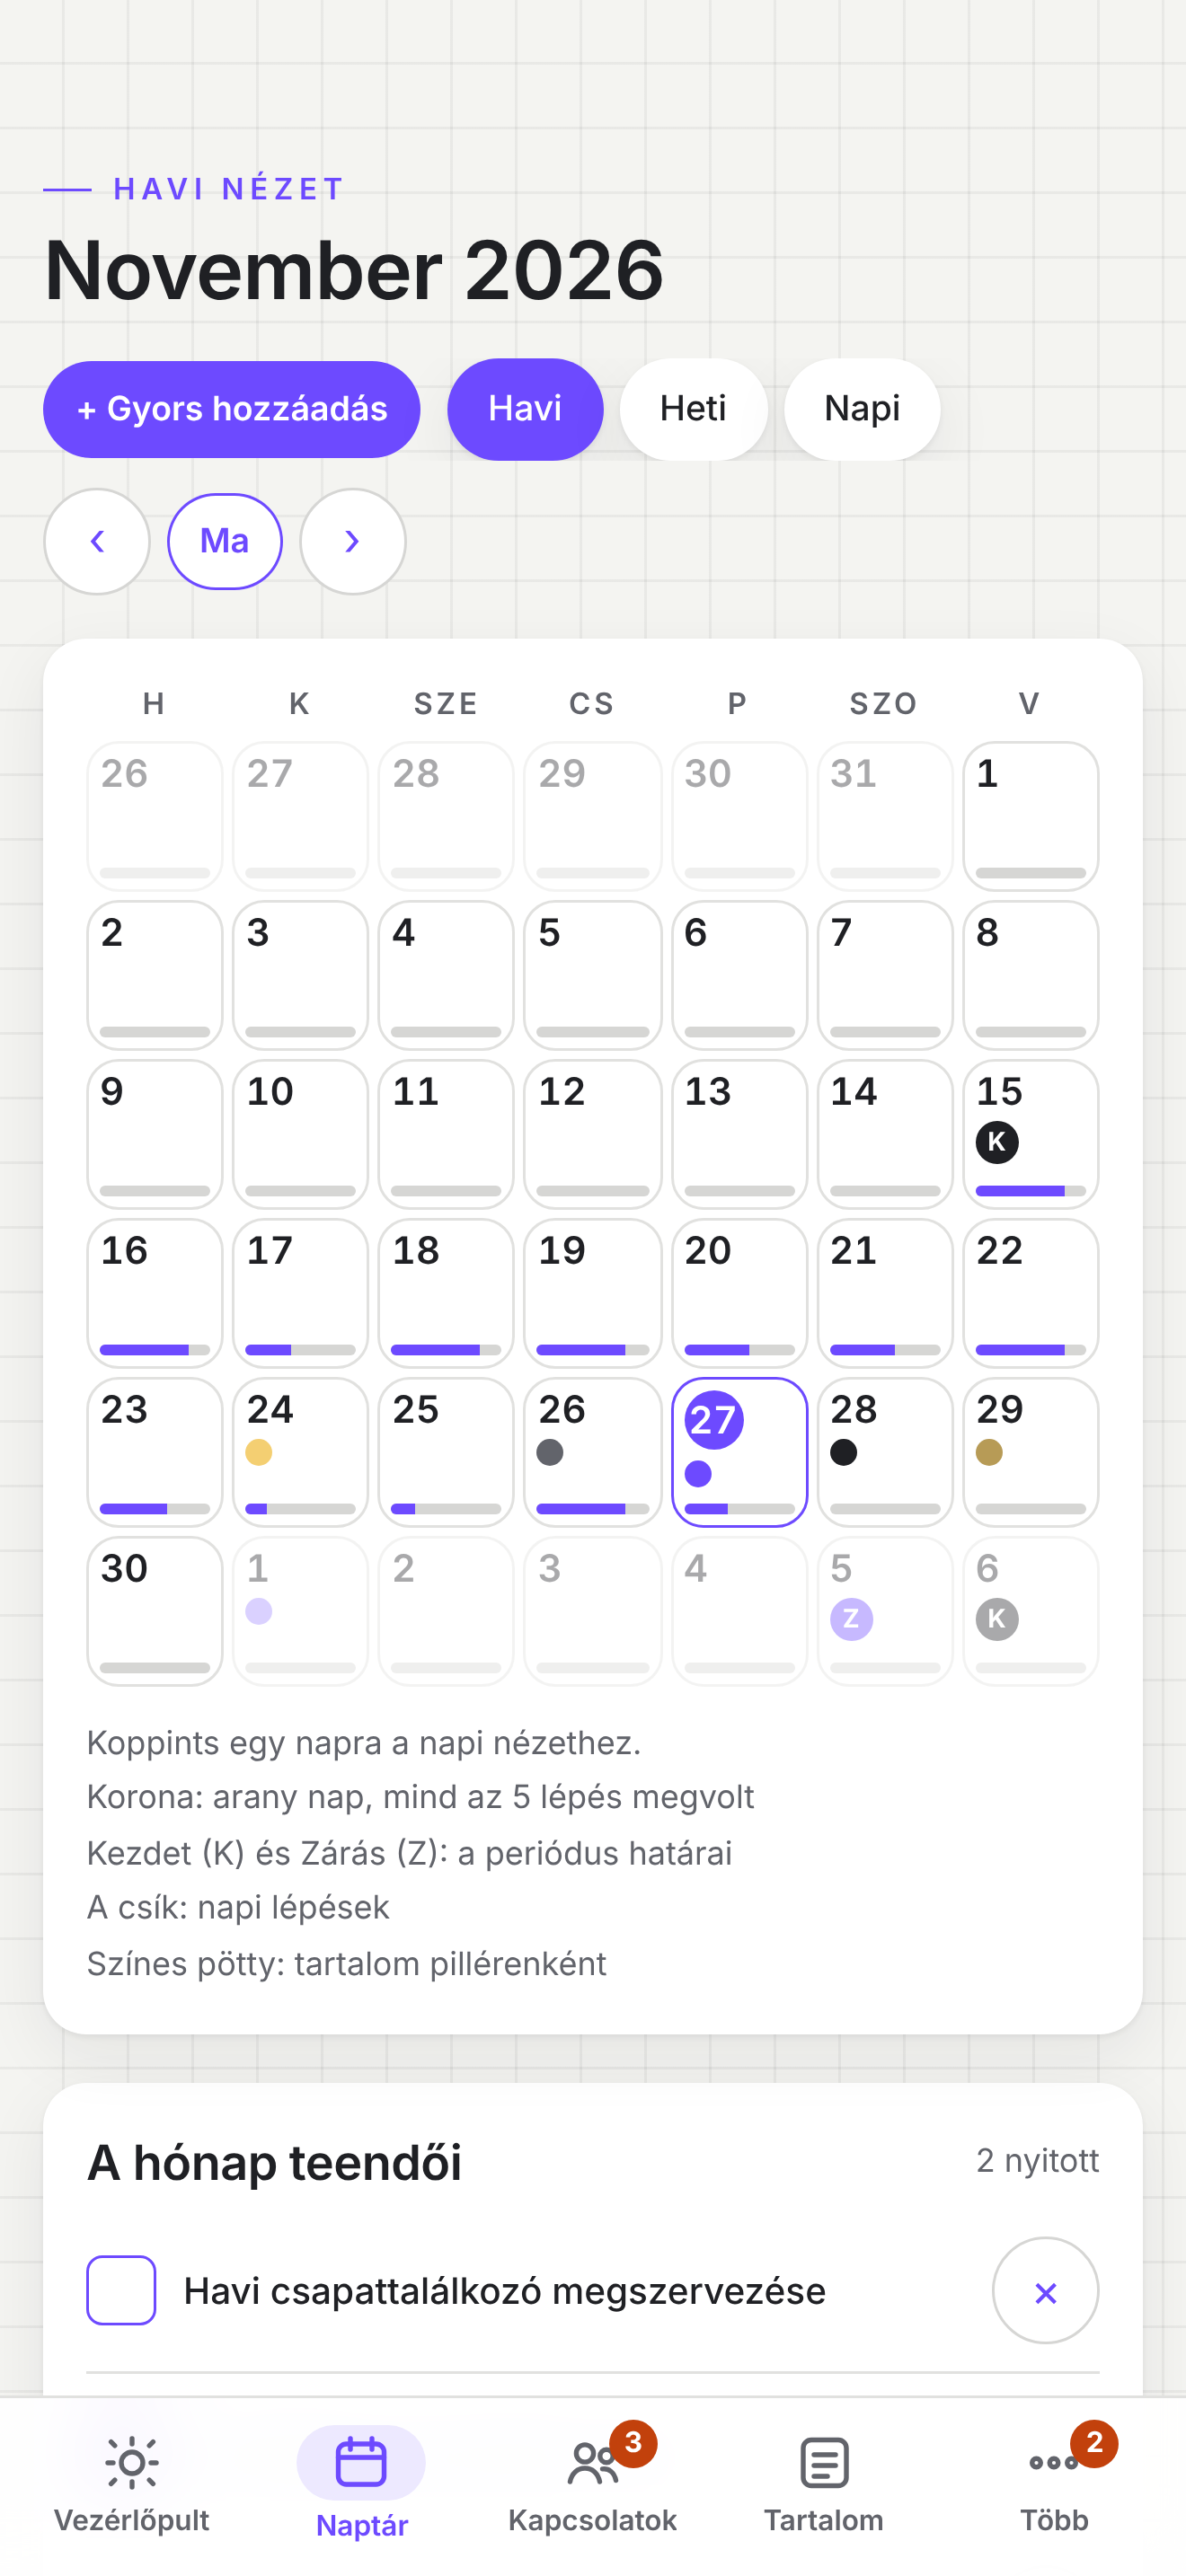 HAVI NÉZET
November 2026
+ Gyors hozzáadás Havi Heti Napi
‹ Ma ›
H K SZE CS P SZO V
26 27 28 29 30 31 1
2 3 4 5 6 7 8
9 10 11 12 13 14 15
K
16 17 18 19 20 21 22
23 24 25 26 27 28 29
30 1 2 3 4 5 6
Z K
Koppints egy napra a napi nézethez.
Korona: arany nap, mind az 5 lépés megvolt
Kezdet (K) és Zárás (Z): a periódus határai
A csík: napi lépések
Színes pötty: tartalom pillérenként
A hónap teendői 2 nyitott
Havi csapattalálkozó megszervezése ×
3 2
Vezérlőpult Naptár Kapcsolatok Tartalom Több